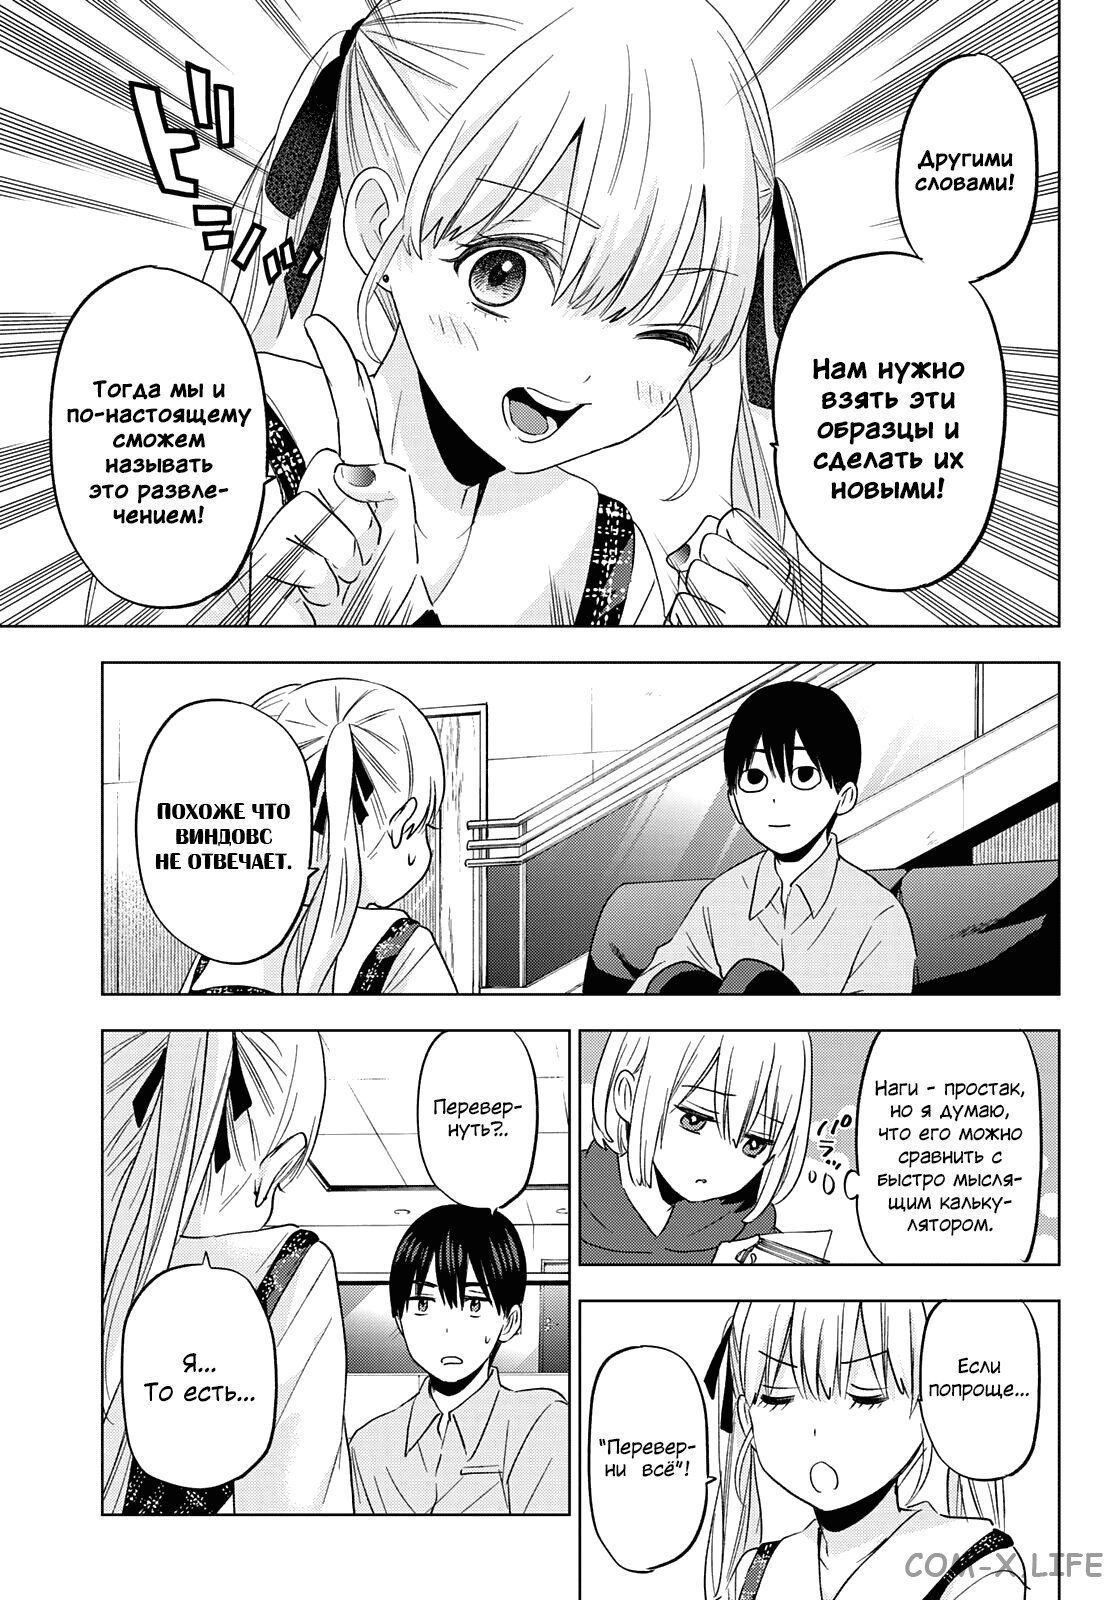 Другими
словами!
Нам нужно
взять эти
образцы и
сделать их
новыми!
Тогда мы и
по-настоящему
сможем
называть
это развле-
чением!
ПОХОЖЕ ЧТО
ВИНДОВС
НЕ ОТВЕЧАЕТ.
Наги - простак,
но я думаю,
что его можно
сравнить с
быстро мысля-
щим кальку-
лятором.
Если
попроще...
"Перевер-
ни всё"!
Перевер-
нуть?..
Я...
То есть...
COM-X LIFE